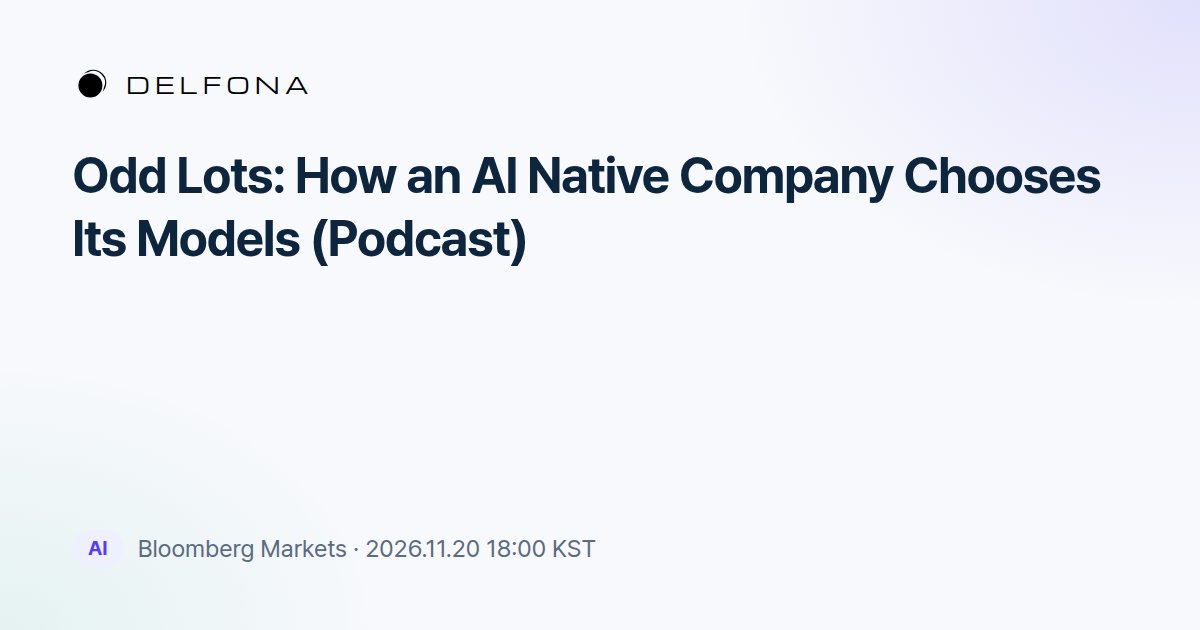 DELFONA
Odd Lots: How an AI Native Company Chooses
Its Models (Podcast)
AI Bloomberg Markets · 2026.11.20 18:00 KST